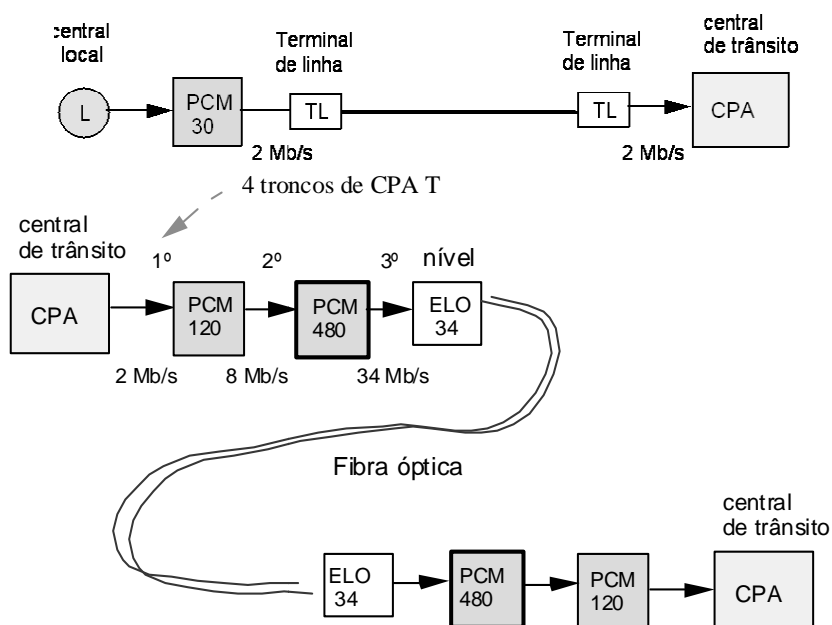 central
local
Terminal
de linha
Terminal
de linha
central
de trânsito
L
PCM
30
TL
TL
CPA
2 Mb/s
2 Mb/s
4 troncos de CPA T
central
de trânsito
1º
2º
3º
nível
CPA
PCM
120
PCM
480
ELO
34
2 Mb/s
8 Mb/s
34 Mb/s
Fibra óptica
central
de trânsito
ELO
34
PCM
480
PCM
120
CPA